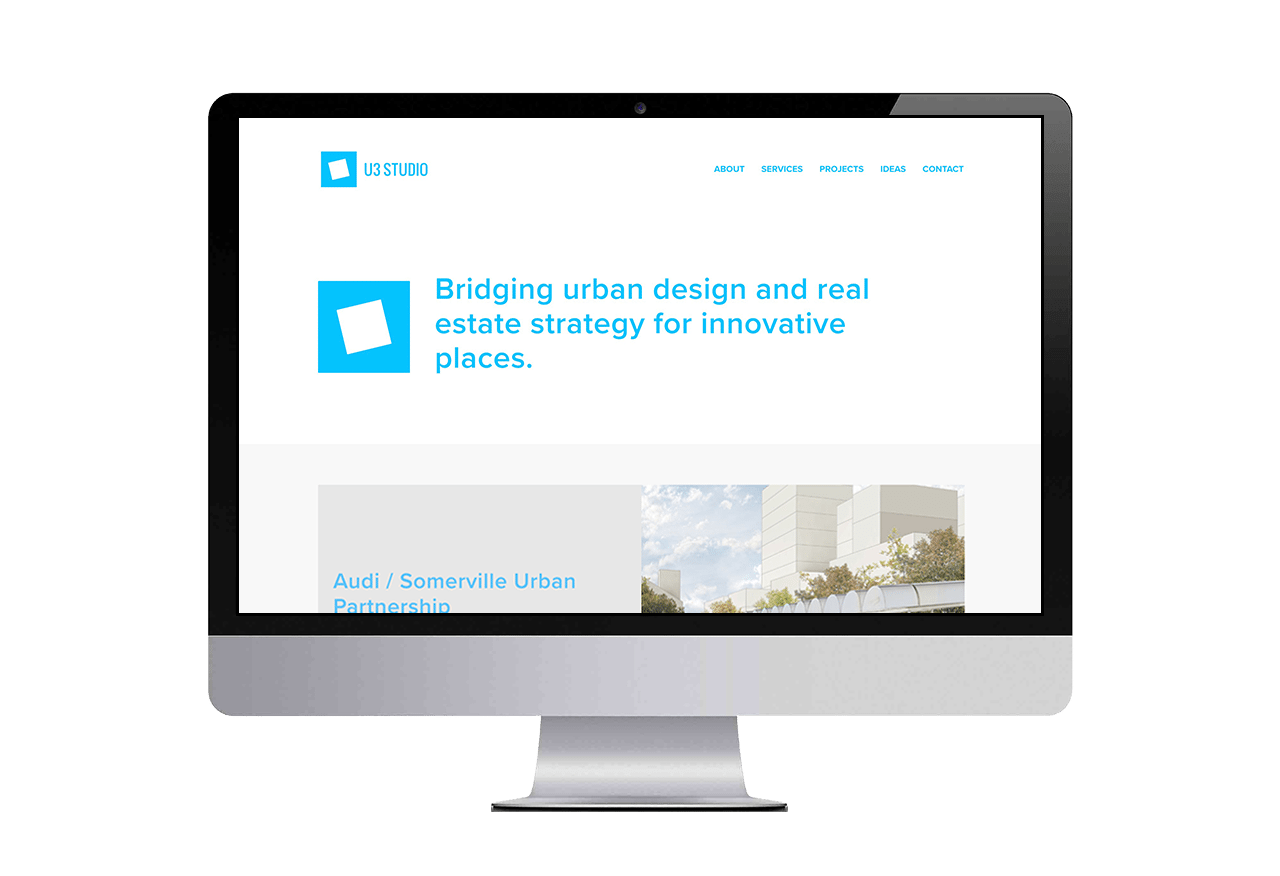 U3 STUDIO
ABOUT SERVICES PROJECTS IDEAS CONTACT
Bridging urban design and real
estate strategy for innovative
places.
Audi / Somerville Urban
Partnership